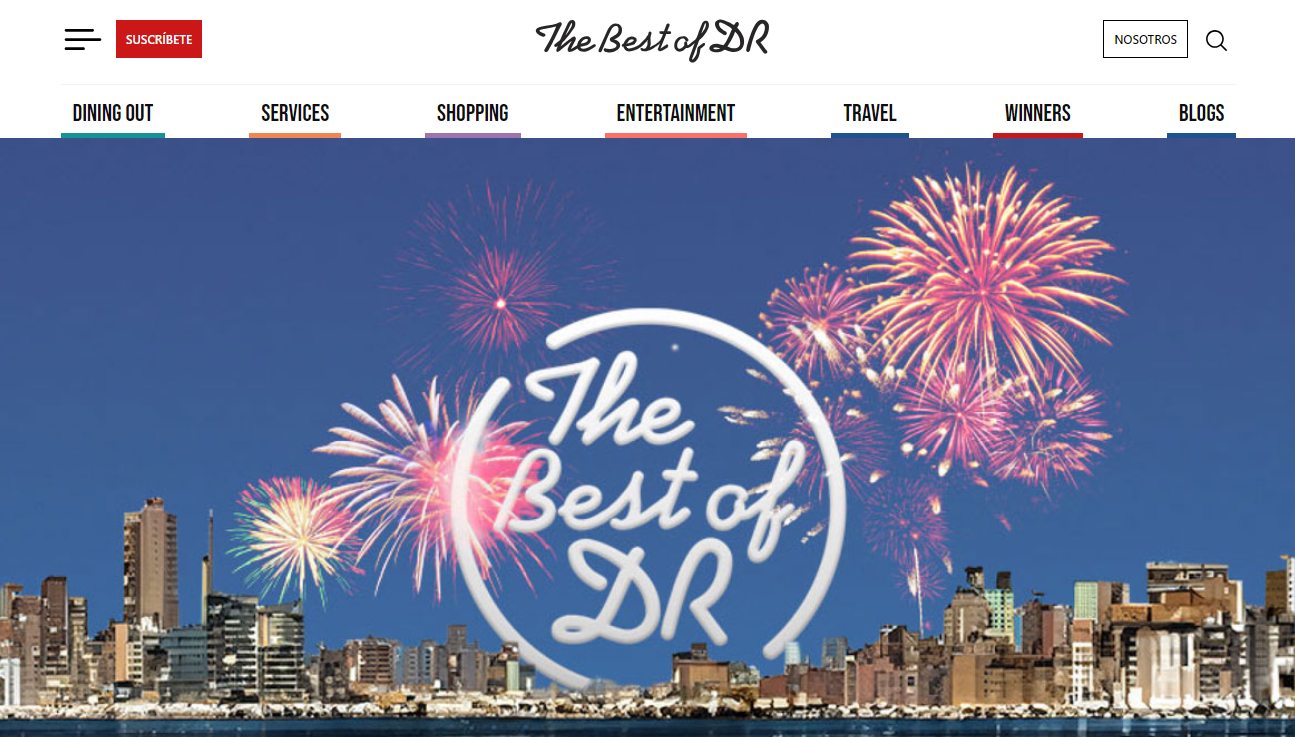 SUSCRÍBETE
The Best of DR
NOSOTROS
DINING OUT
SERVICES
SHOPPING
ENTERTAINMENT
TRAVEL
WINNERS
BLOGS
The
Best of
DR